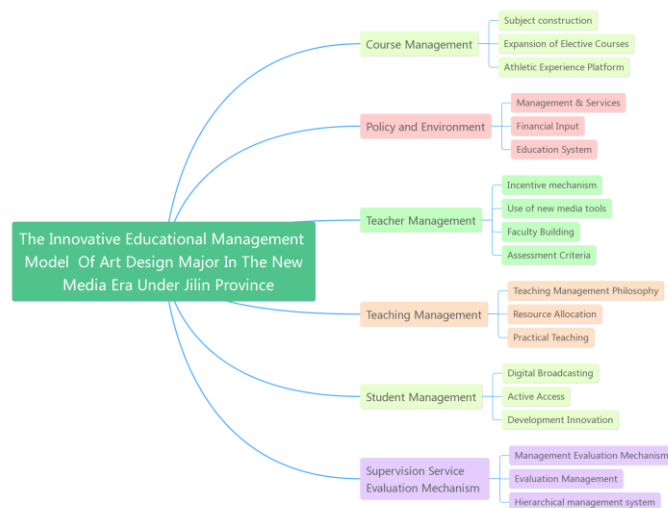 The Innovative Educational Management
Model Of Art Design Major In The New
Media Era Under Jilin Province
Course Management
Subject construction
Expansion of Elective Courses
Athletic Experience Platform
Policy and Environment
Management & Services
Financial Input
Education System
Teacher Management
Incentive mechanism
Use of new media tools
Faculty Building
Assessment Criteria
Teaching Management
Teaching Management Philosophy
Resource Allocation
Practical Teaching
Student Management
Digital Broadcasting
Active Access
Development Innovation
Supervision Service
Evaluation Mechanism
Management Evaluation Mechanism
Evaluation Management
Hierarchical management system